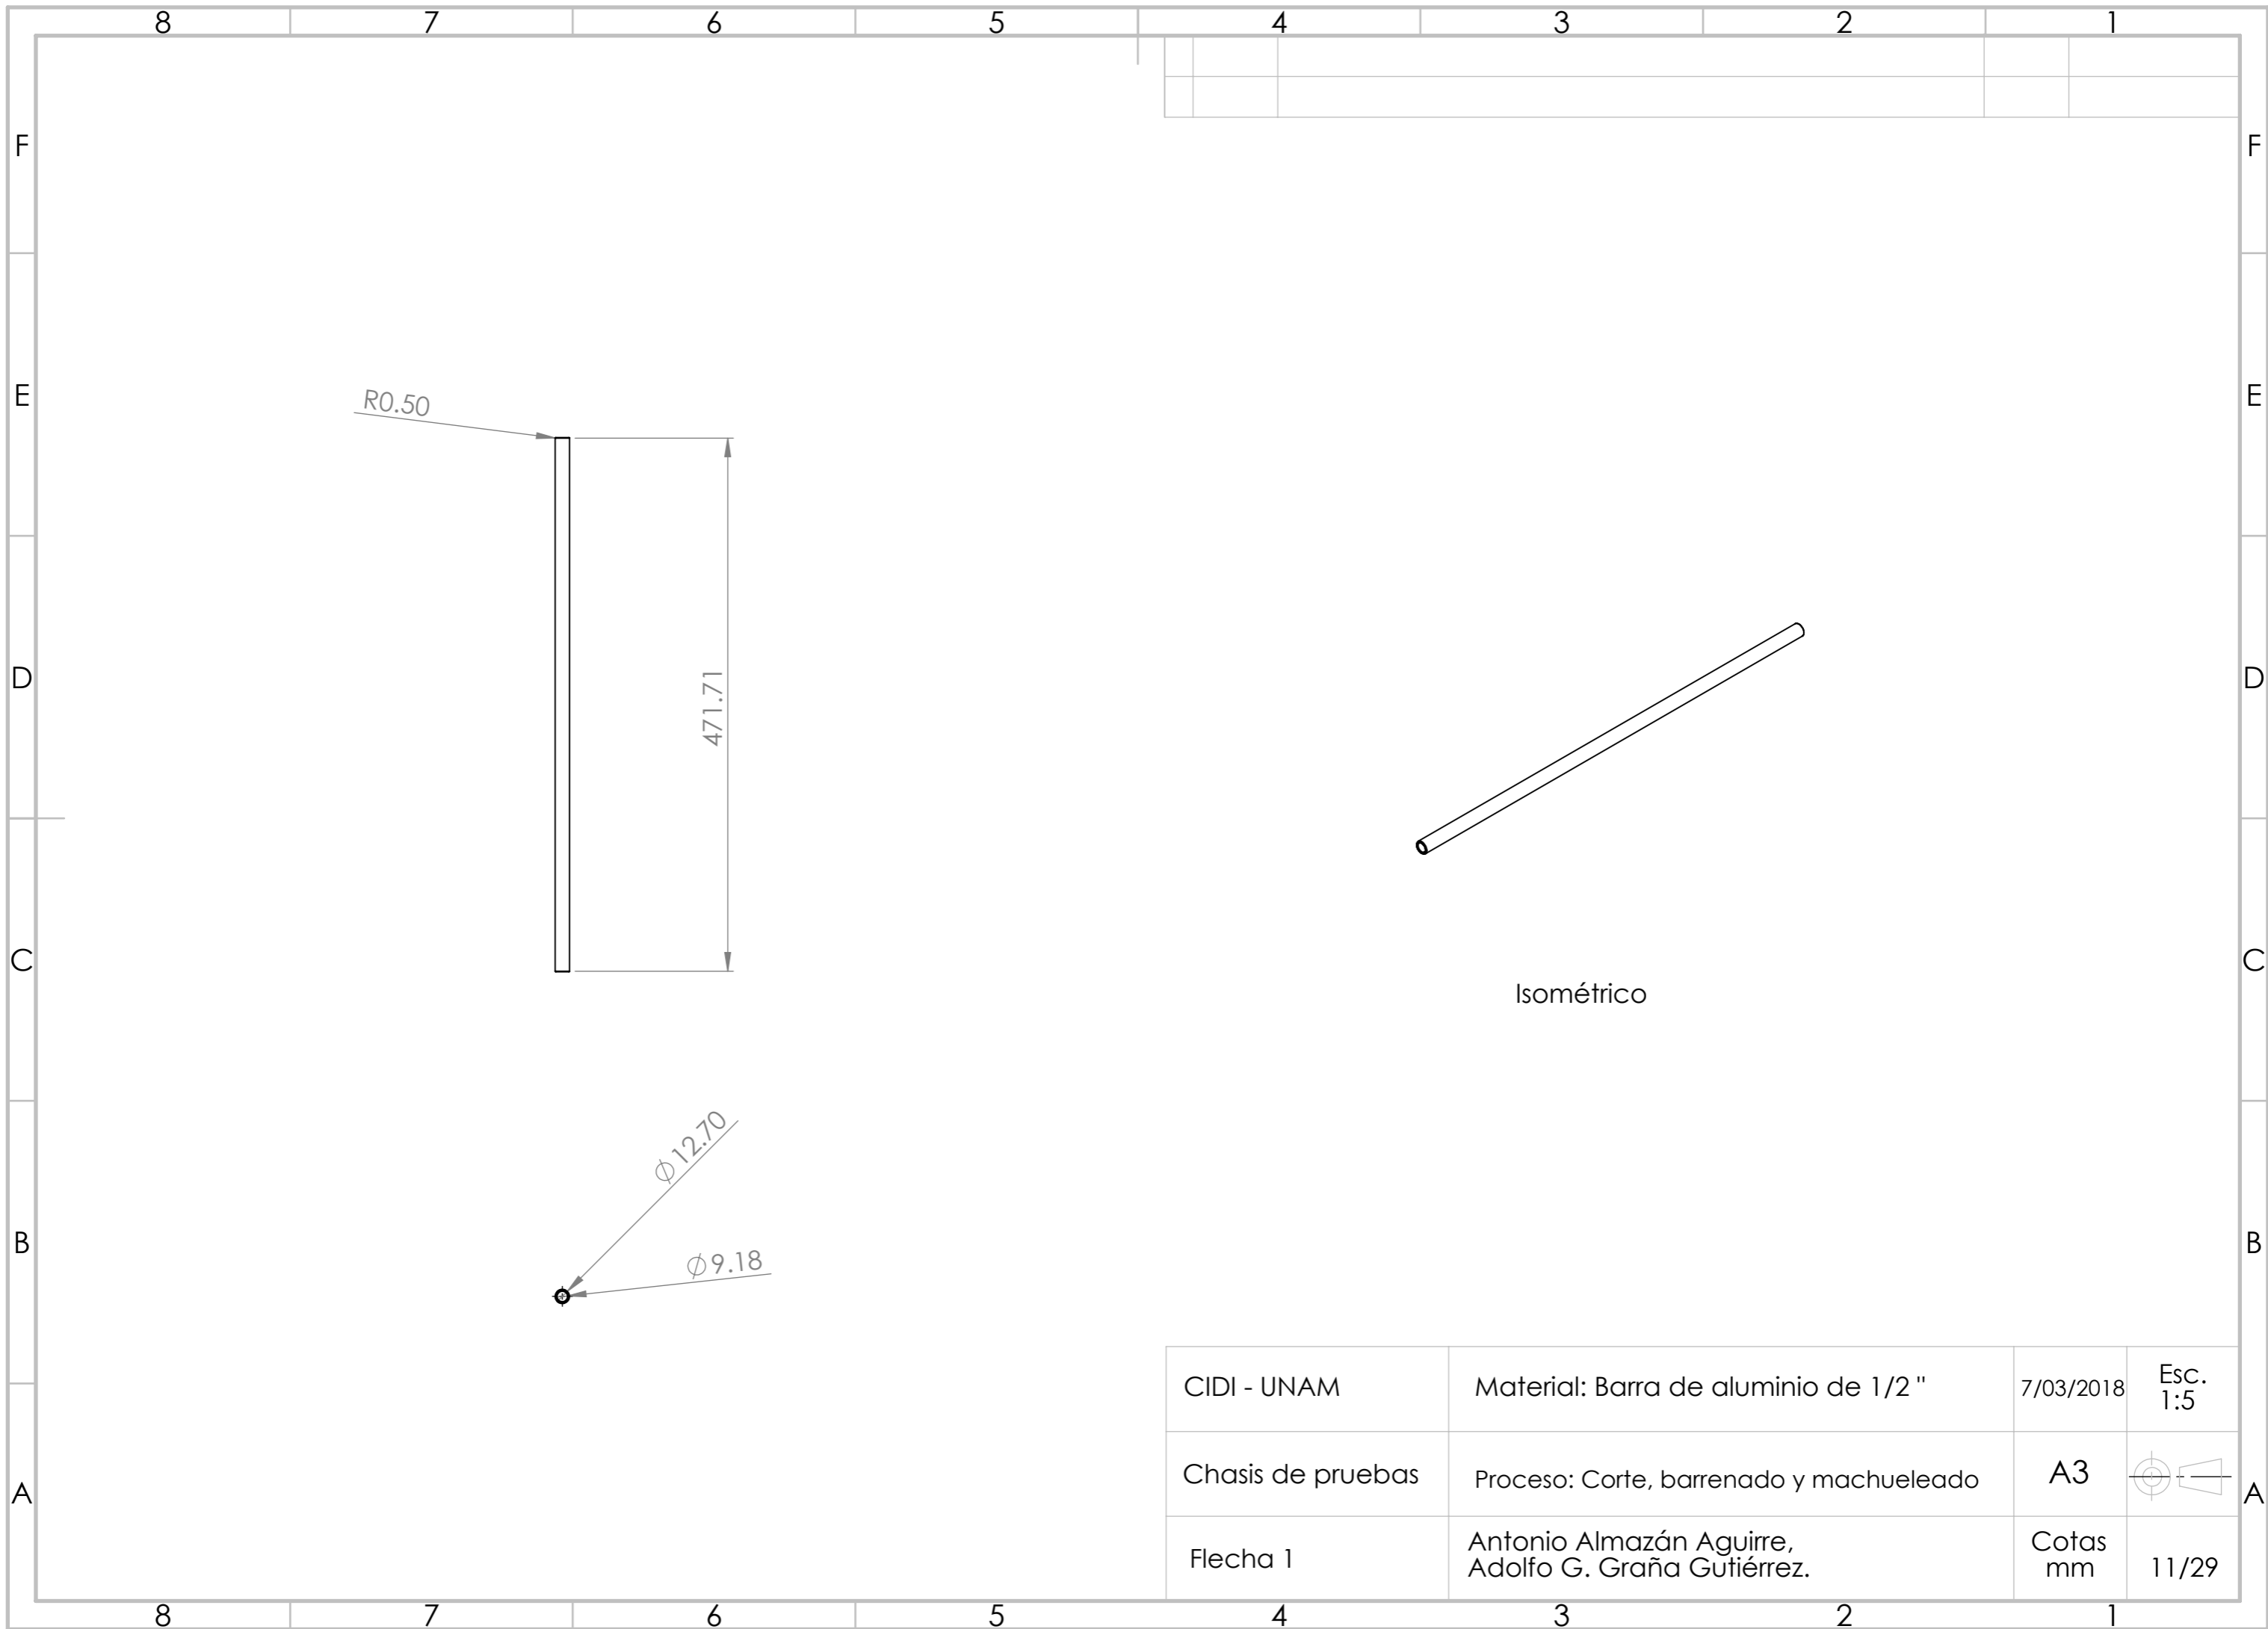 8 7 6 5 4 3 2 1
F F
E E
R0.50
471.71
D D
C C
Isométrico
⌀12.70
⌀9.18
B B
CIDI - UNAM
Material: Barra de aluminio de 1/2 "
7/03/2018
Esc.
1:5
Chasis de pruebas
Proceso: Corte, barrenado y machueleado
A3
A A
Flecha 1
Antonio Almazán Aguirre,
Adolfo G. Graña Gutiérrez.
Cotas
mm
11/29
8 7 6 5 4 3 2 1